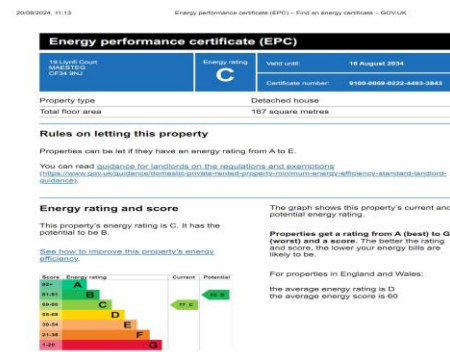 20/09/2024, 11:13 Energy performance certificate (EPC) – Find an energy certificate – GOV.UK
Energy performance certificate (EPC)
Llynfi Court
MAESTEG
CF34 9NJ
Energy rating
C
Valid until: 16 August 2034
Certificate number:
Property type Detached house
Total floor area 167 square metres
Rules on letting this property
Properties can be let if they have an energy rating from A to E.
You can read guidance for landlords on the regulations and exemptions
(https://www.gov.uk/guidance/domestic-private-rented-property-minimum-energy-efficiency-standard-landlord-
guidance).
Energy rating and score
This property's energy rating is C. It has the
potential to be B.
See how to improve this property's energy
efficiency.
Score Energy rating Current Potential
92+ A
81-91 B
69-80 C 77 C
55-68 D
39-54 E
21-38 F
1-20 G
The graph shows this property's current and
potential energy rating.
Properties get a rating from A (best) to G
(worst) and a score. The better the rating
and score, the lower your energy bills are
likely to be.
For properties in England and Wales:
the average energy rating is D
the average energy score is 60